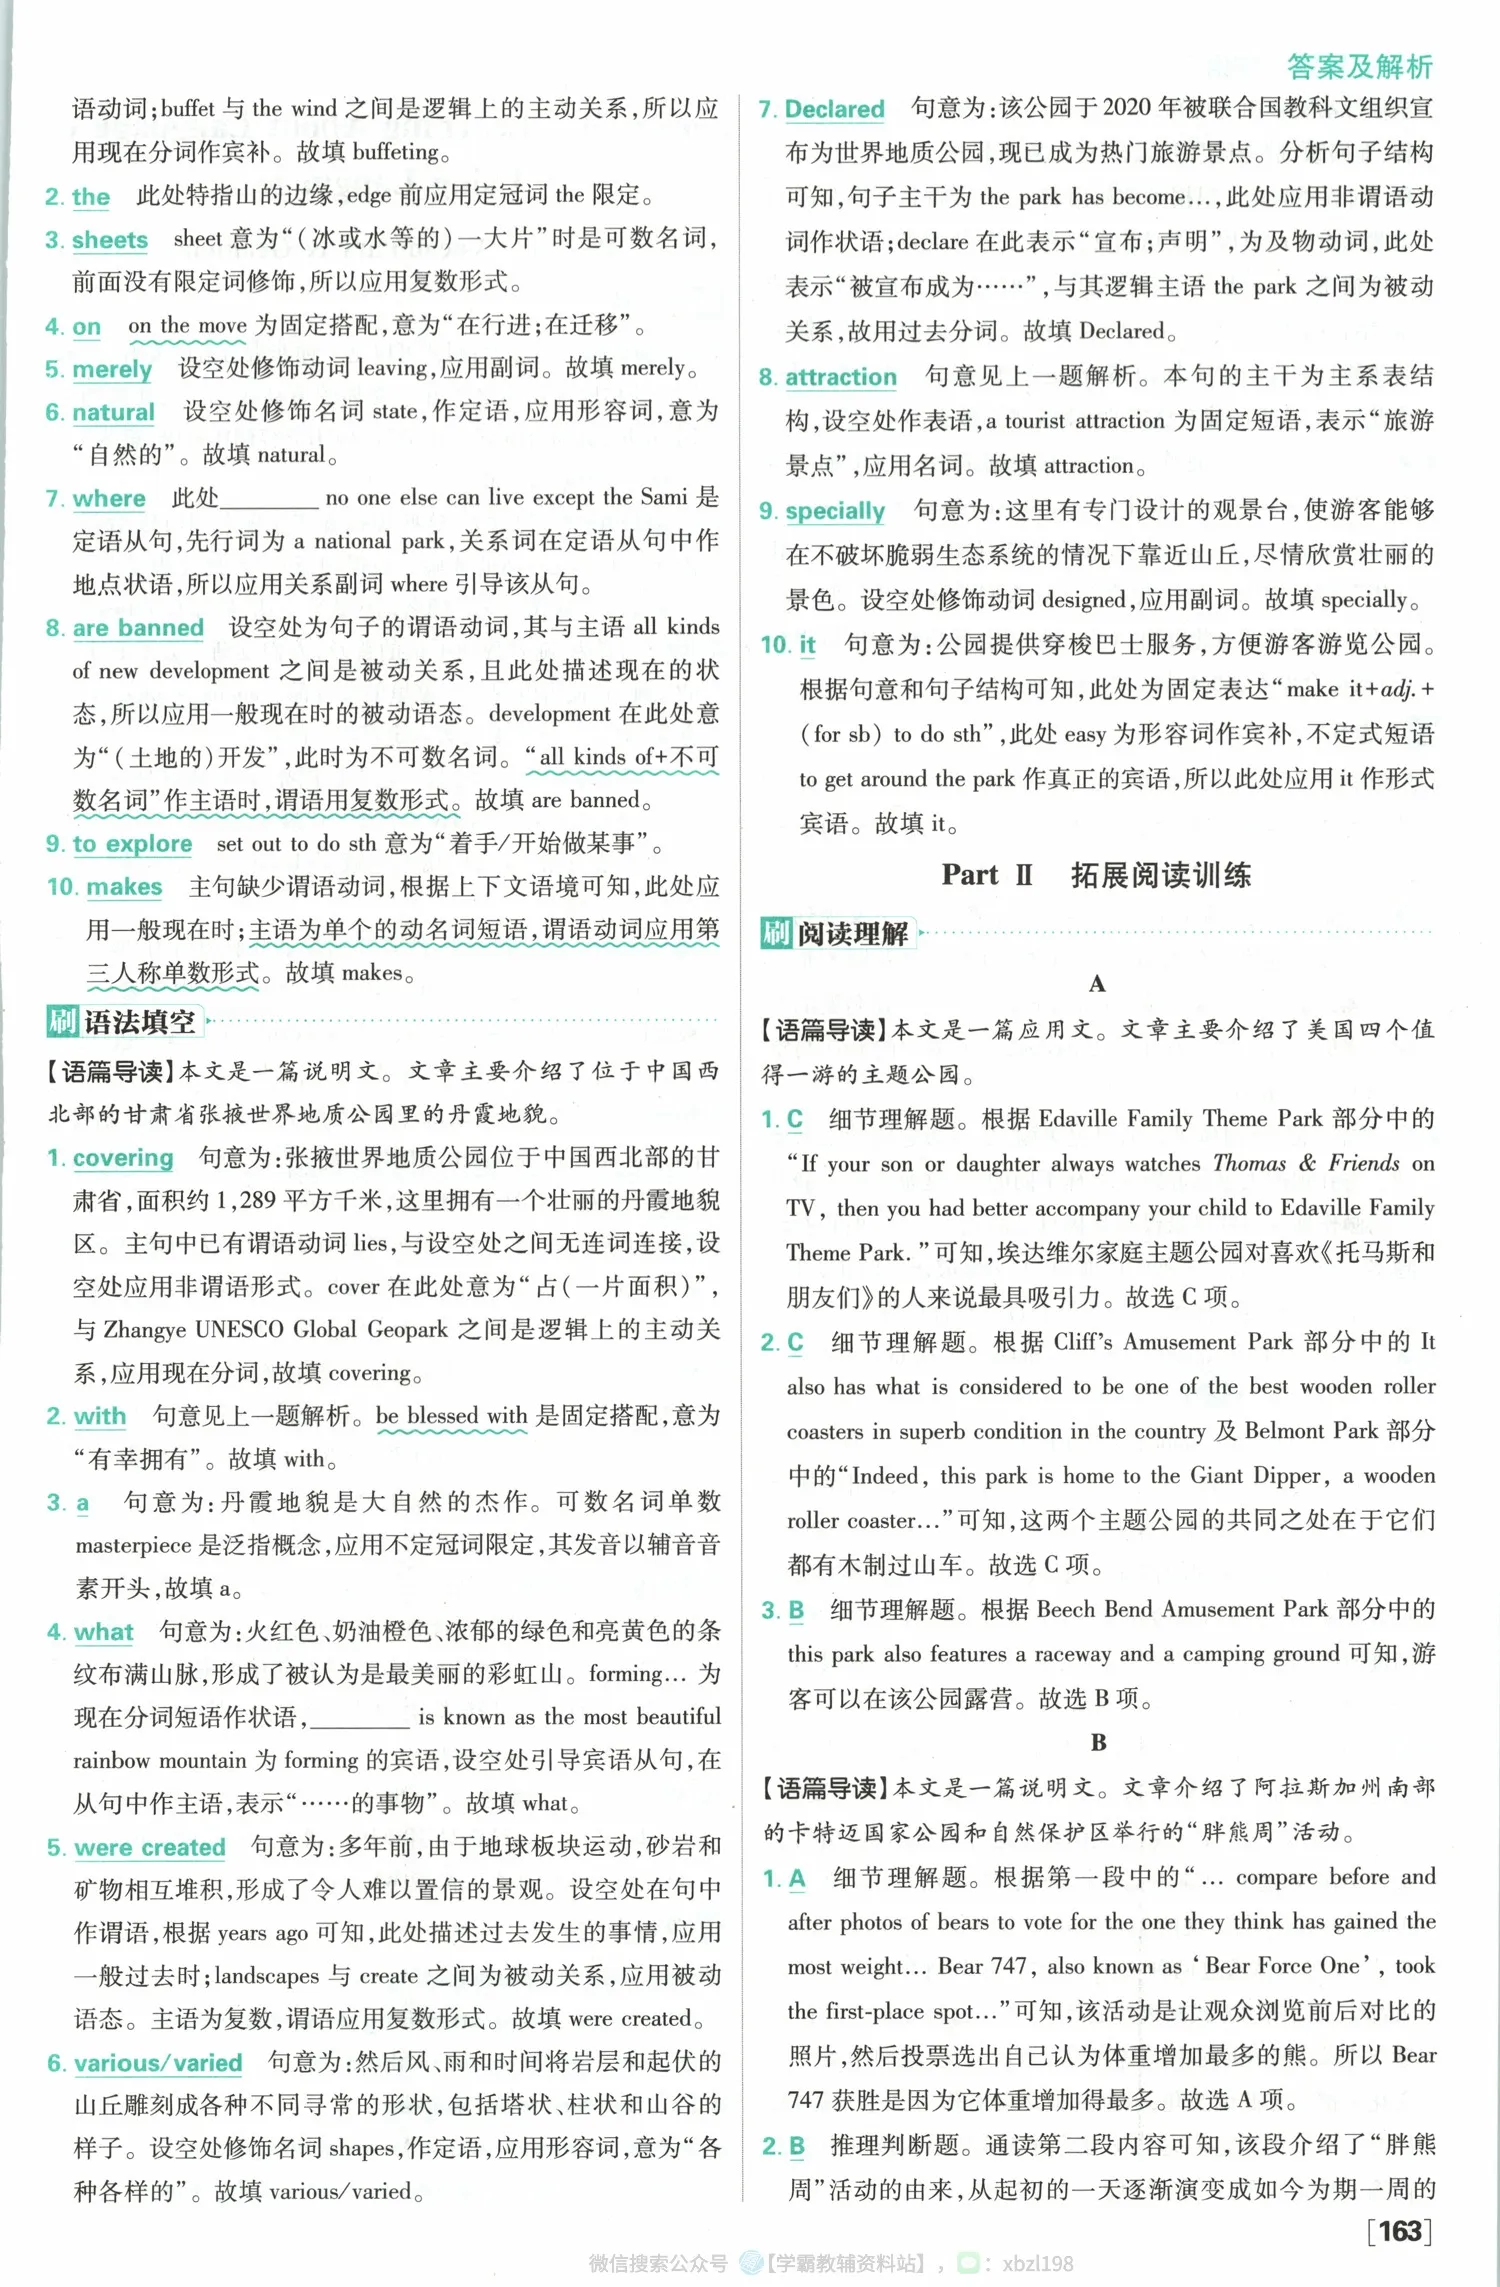 答案及解析
语动词;buffet 与 the wind 之间是逻辑上的主动关系,所以应
用现在分词作宾补。故填 buffeting。
2. the 此处特指山的边缘,edge 前应用定冠词 the 限定。
3. sheets sheet 意为“(冰或水等的)一大片”时是可数名词,
前面没有限定词修饰,所以应用复数形式。
4. on on the move 为固定搭配,意为“在行进;在迁移”。
5. merely 设空处修饰动词 leaving,应用副词。故填 merely。
6. natural 设空处修饰名词 state,作定语,应用形容词,意为
“自然的”。故填 natural。
7. where 此处________ no one else can live except the Sami 是
定语从句,先行词为 a national park,关系词在定语从句中作
地点状语,所以应用关系副词 where 引导该从句。
8. are banned 设空处为句子的谓语动词,其与主语 all kinds
of new development 之间是被动关系,且此处描述现在的状
态,所以应用一般现在时的被动语态。development 在此处意
为“(土地的)开发”,此时为不可数名词。“all kinds of+不可
数名词”作主语时,谓语用复数形式。故填 are banned。
9. to explore set out to do sth 意为“着手/开始做某事”。
10. makes 主句缺少谓语动词,根据上下文语境可知,此处应
用一般现在时;主语为单个的动名词短语,谓语动词应用第
三人称单数形式。故填 makes。
刷 语法填空
【语篇导读】本文是一篇说明文。文章主要介绍了位于中国西
北部的甘肃省张掖世界地质公园里的丹霞地貌。
1. covering 句意为:张掖世界地质公园位于中国西北部的甘
肃省,面积约 1,289 平方千米,这里拥有一个壮丽的丹霞地貌
区。主句中已有谓语动词 lies,与设空处之间无连词连接,设
空处应用非谓语形式。cover 在此处意为“占(一片面积)”,
与 Zhangye UNESCO Global Geopark 之间是逻辑上的主动关
系,应用现在分词,故填 covering。
2. with 句意见上一题解析。be blessed with 是固定搭配,意为
“有幸拥有”。故填 with。
3. a 句意为:丹霞地貌是大自然的杰作。可数名词单数
masterpiece 是泛指概念,应用不定冠词限定,其发音以辅音音
素开头,故填 a。
4. what 句意为:火红色、奶油橙色、浓郁的绿色和亮黄色的条
纹布满山脉,形成了被认为是最美丽的彩虹山。forming… 为
现在分词短语作状语,________ is known as the most beautiful
rainbow mountain 为 forming 的宾语,设空处引导宾语从句,在
从句中作主语,表示“……的事物”。故填 what。
5. were created 句意为:多年前,由于地球板块运动,砂岩和
矿物相互堆积,形成了令人难以置信的景观。设空处在句中
作谓语,根据 years ago 可知,此处描述过去发生的事情,应用
一般过去时;landscapes 与 create 之间为被动关系,应用被动
语态。主语为复数,谓语应用复数形式。故填 were created。
6. various/varied 句意为:然后风、雨和时间将岩层和起伏的
山丘雕刻成各种不同寻常的形状,包括塔状、柱状和山谷的
样子。设空处修饰名词 shapes,作定语,应用形容词,意为“各
种各样的”。故填 various/varied。
7. Declared 句意为:该公园于 2020 年被联合国教科文组织宣
布为世界地质公园,现已成为热门旅游景点。分析句子结构
可知,句子主干为 the park has become…,此处应用非谓语动
词作状语;declare 在此表示“宣布;声明”,为及物动词,此处
表示“被宣布成为……”,与其逻辑主语 the park 之间为被动
关系,故用过去分词。故填 Declared。
8. attraction 句意见上一题解析。本句的主干为主系表结
构,设空处作表语,a tourist attraction 为固定短语,表示“旅游
景点”,应用名词。故填 attraction。
9. specially 句意为:这里有专门设计的观景台,使游客能够
在不破坏脆弱生态系统的情况下靠近山丘,尽情欣赏壮丽的
景色。设空处修饰动词 designed,应用副词。故填 specially。
10. it 句意为:公园提供穿梭巴士服务,方便游客游览公园。
根据句意和句子结构可知,此处为固定表达“make it+adj.+
(for sb) to do sth”,此处 easy 为形容词作宾补,不定式短语
to get around the park 作真正的宾语,所以此处应用 it 作形式
宾语。故填 it。
Part Ⅱ 拓展阅读训练
刷 阅读理解
A
【语篇导读】本文是一篇应用文。文章主要介绍了美国四个值
得一游的主题公园。
1. C 细节理解题。根据 Edaville Family Theme Park 部分中的
“If your son or daughter always watches Thomas & Friends on
TV, then you had better accompany your child to Edaville Family
Theme Park.”可知,埃达维尔家庭主题公园对喜欢《托马斯和
朋友们》的人来说最具吸引力。故选 C 项。
2. C 细节理解题。根据 Cliff’s Amusement Park 部分中的 It
also has what is considered to be one of the best wooden roller
coasters in superb condition in the country 及 Belmont Park 部分
中的“Indeed, this park is home to the Giant Dipper, a wooden
roller coaster…”可知,这两个主题公园的共同之处在于它们
都有木制过山车。故选 C 项。
3. B 细节理解题。根据 Beech Bend Amusement Park 部分中的
this park also features a raceway and a camping ground 可知,游
客可以在该公园露营。故选 B 项。
B
【语篇导读】本文是一篇说明文。文章介绍了阿拉斯加州南部
的卡特迈国家公园和自然保护区举行的“胖熊周”活动。
1. A 细节理解题。根据第一段中的“… compare before and
after photos of bears to vote for the one they think has gained the
most weight… Bear 747, also known as ‘Bear Force One’, took
the first-place spot…”可知,该活动是让观众浏览前后对比的
照片,然后投票选出自己认为体重增加最多的熊。所以 Bear
747 获胜是因为它体重增加得最多。故选 A 项。
2. B 推理判断题。通读第二段内容可知,该段介绍了“胖熊
周”活动的由来,从起初的一天逐渐演变成如今为期一周的
[163]
微信搜索公众号【学霸教辅资料站】,：xbzl198